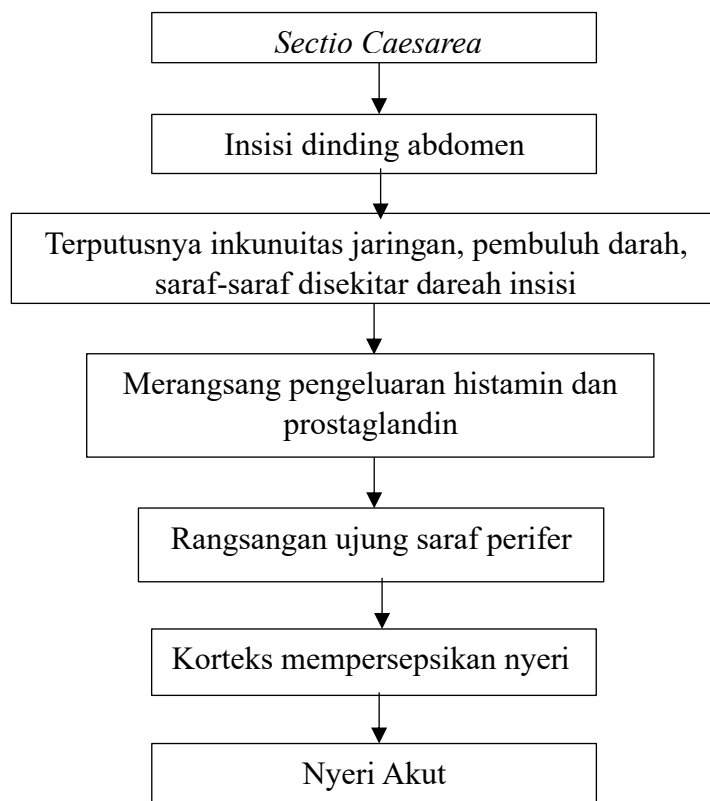 Sectio Caesarea
Insisi dinding abdomen
Terputusnya inkunuitas jaringan, pembuluh darah,
saraf-saraf disekitar dareah insisi
Merangsang pengeluaran histamin dan
prostaglandin
Rangsangan ujung saraf perifer
Korteks mempersepsikan nyeri
Nyeri Akut